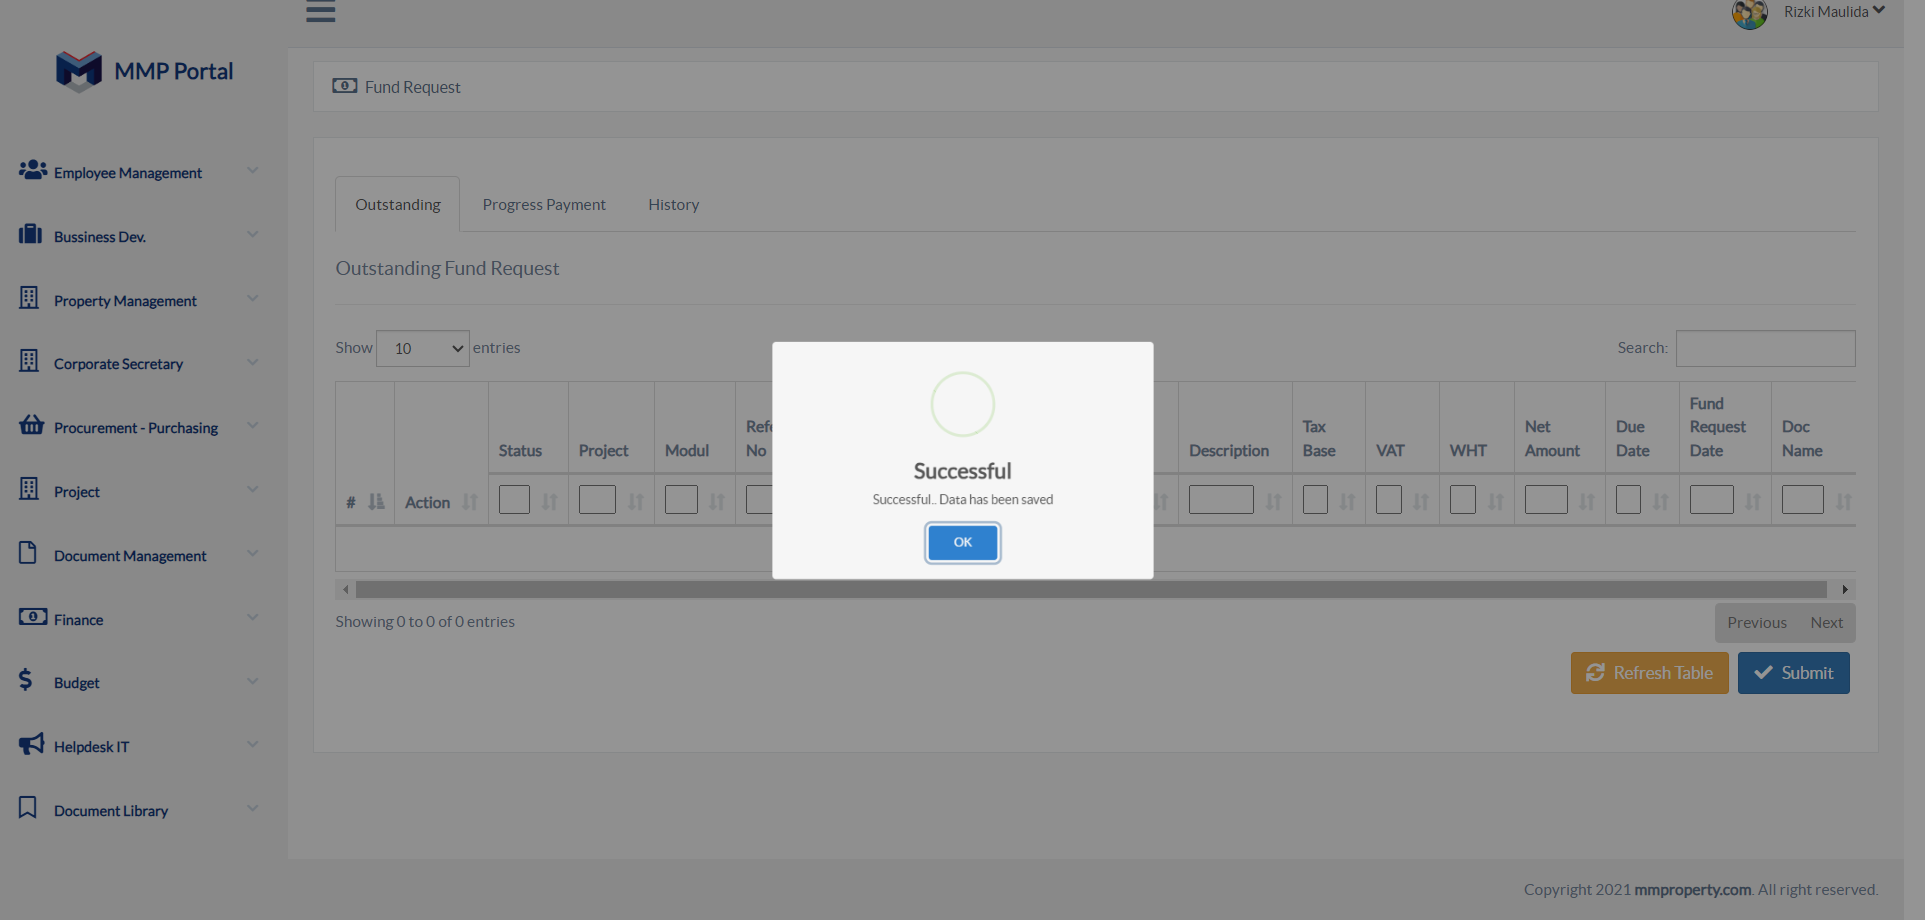 Rizki Maulida
MMP Portal
Fund Request
Employee Management
Bussiness Dev.
Property Management
Corporate Secretary
Procurement - Purchasing
Project
Document Management
Finance
Budget
Helpdesk IT
Document Library
Outstanding Progress Payment History
Outstanding Fund Request
Show 10 entries
Search:
# Action Status Project Modul No Description Tax Base VAT WHT Net Amount Due Date Fund Request Date Doc Name
Successful
Successful.. Data has been saved
OK
Showing 0 to 0 of 0 entries
Previous Next
Refresh Table Submit
Copyright 2021 mmproperty.com. All right reserved.